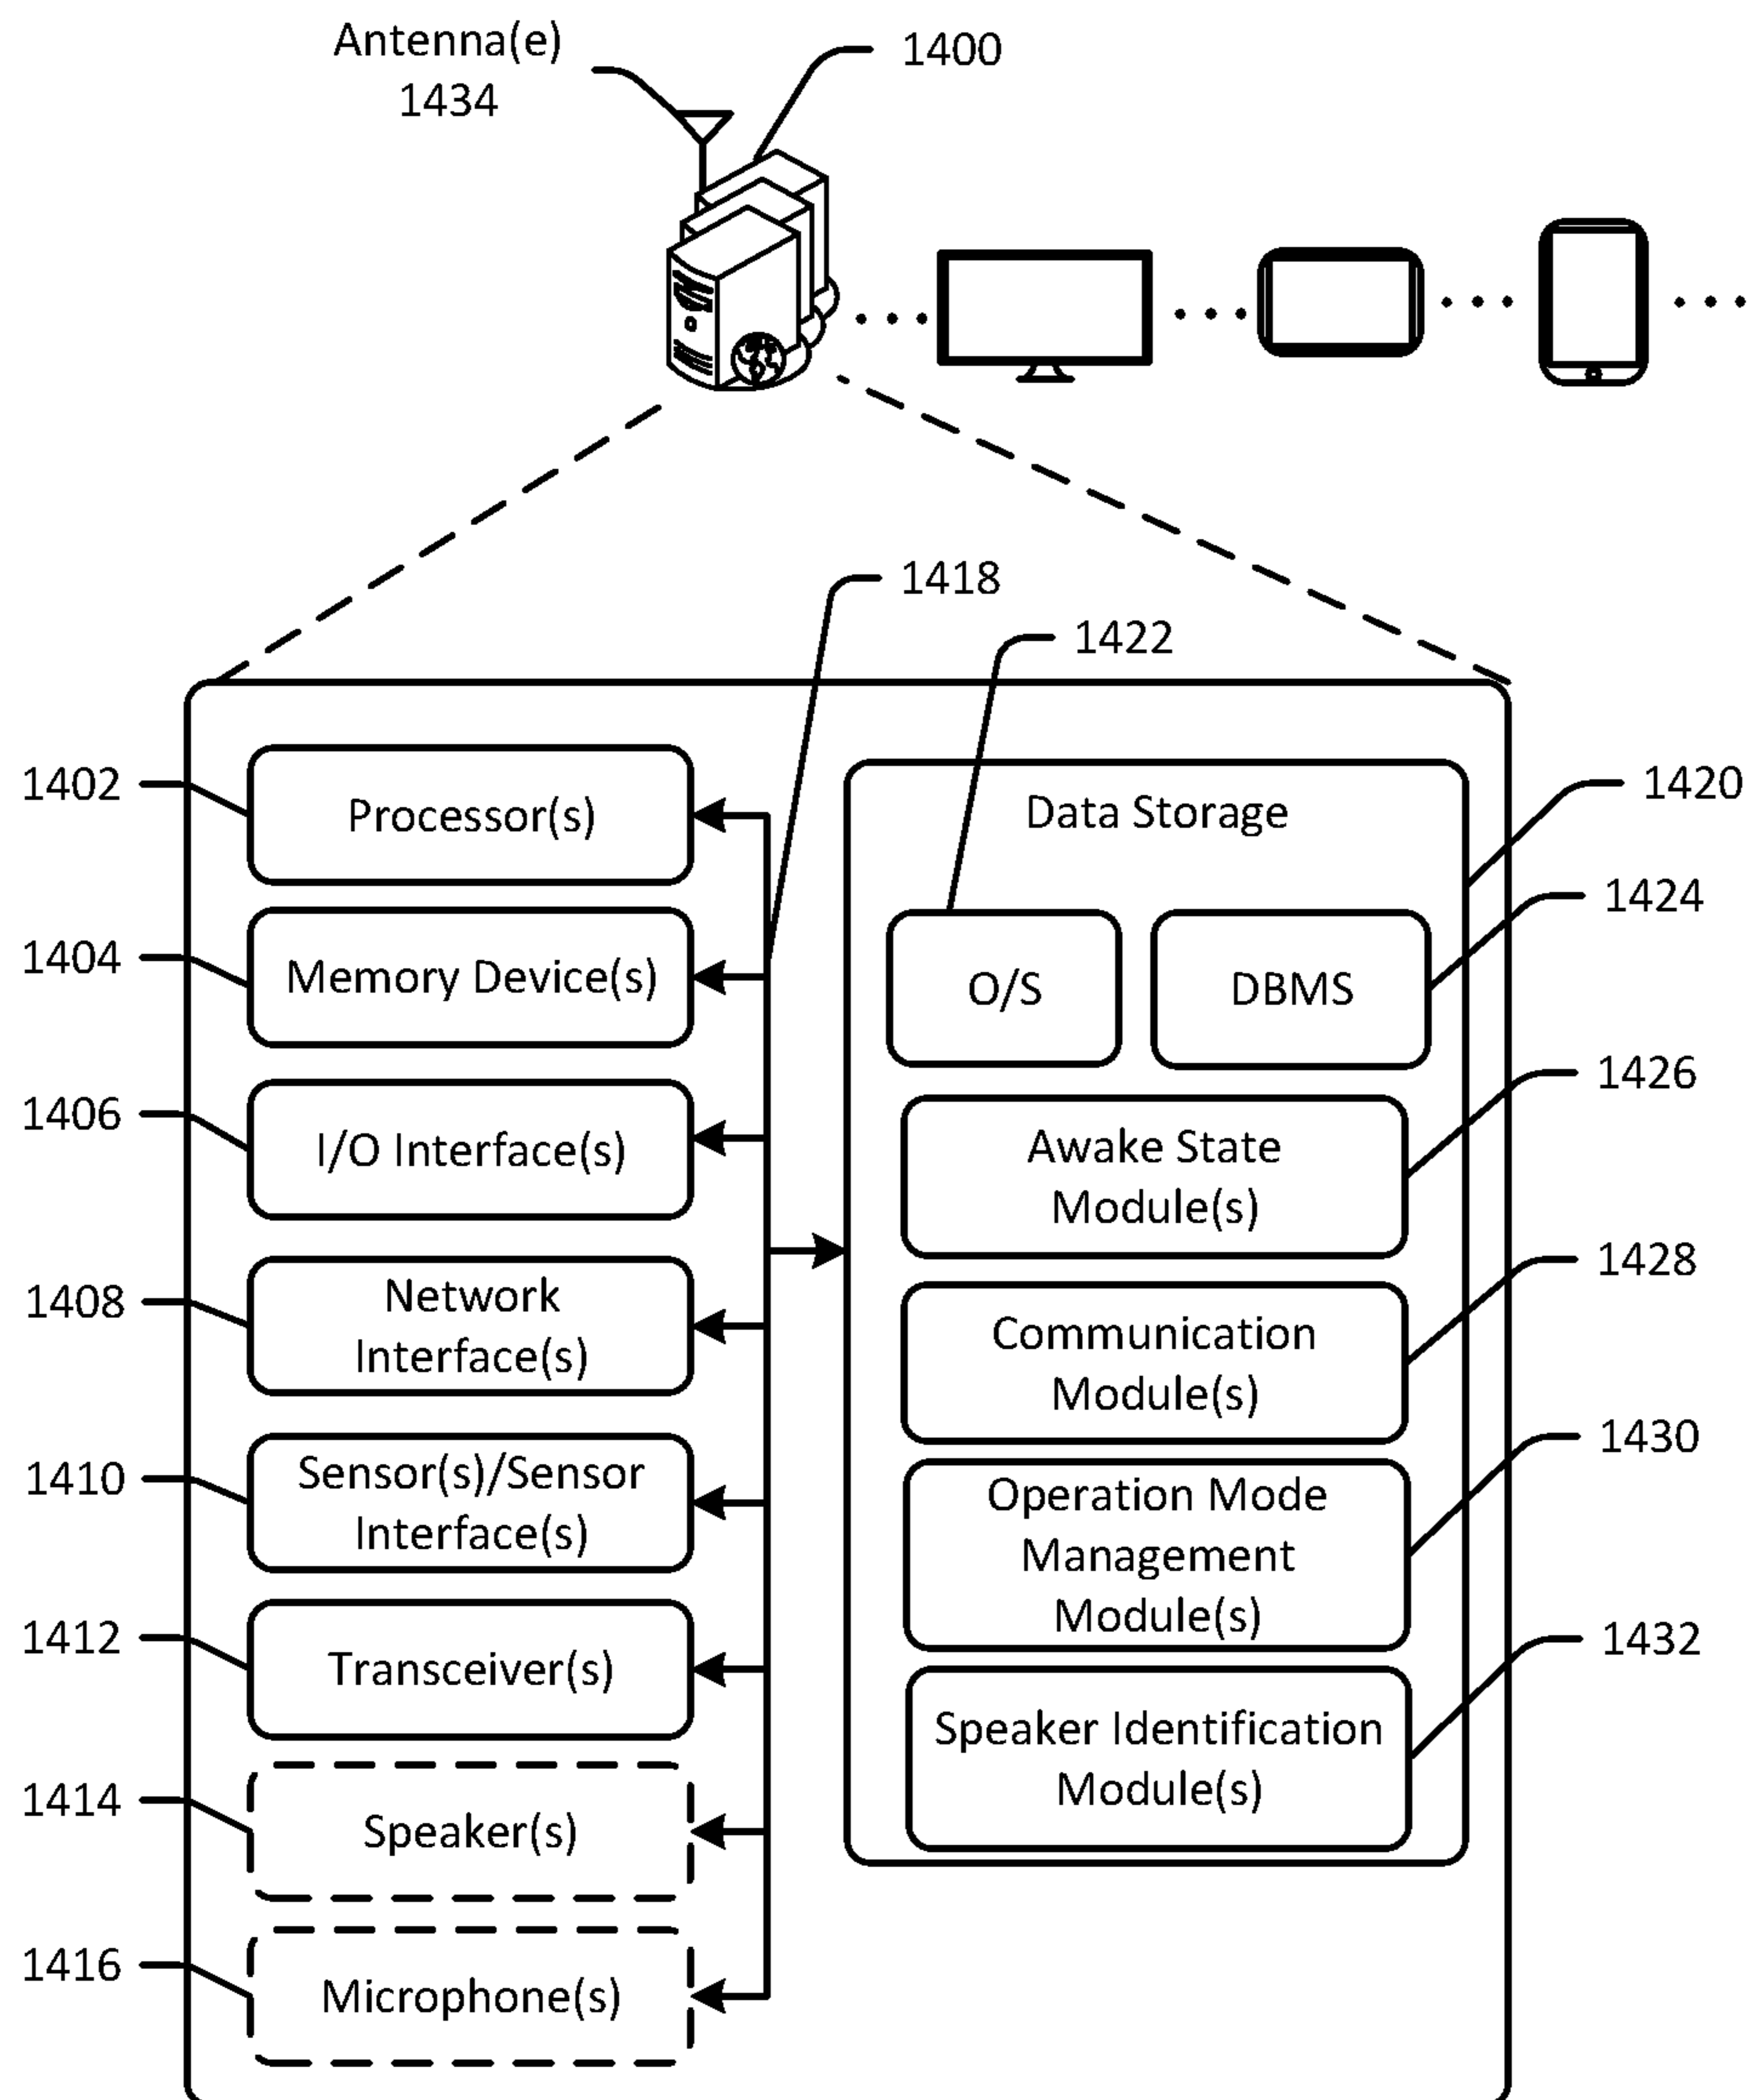 Antenna(e)
1434
1400
1418
1422
1402
Processor(s)
1404
Memory Device(s)
1406
I/O Interface(s)
1408
Network
Interface(s)
1410
Sensor(s)/Sensor
Interface(s)
1412
Transceiver(s)
1414
Speaker(s)
1416
Microphone(s)
Data Storage
1420
O/S
DBMS
1424
Awake State
Module(s)
1426
Communication
Module(s)
1428
Operation Mode
Management
Module(s)
1430
Speaker Identification
Module(s)
1432